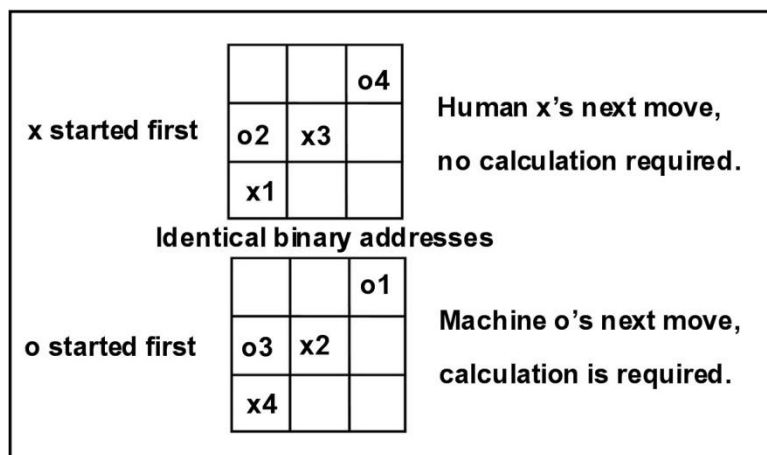 o4
x started first
o2 x3
Human x’s next move,
no calculation required.
x1
Identical binary addresses
o1
o started first
o3 x2
Machine o’s next move,
calculation is required.
x4